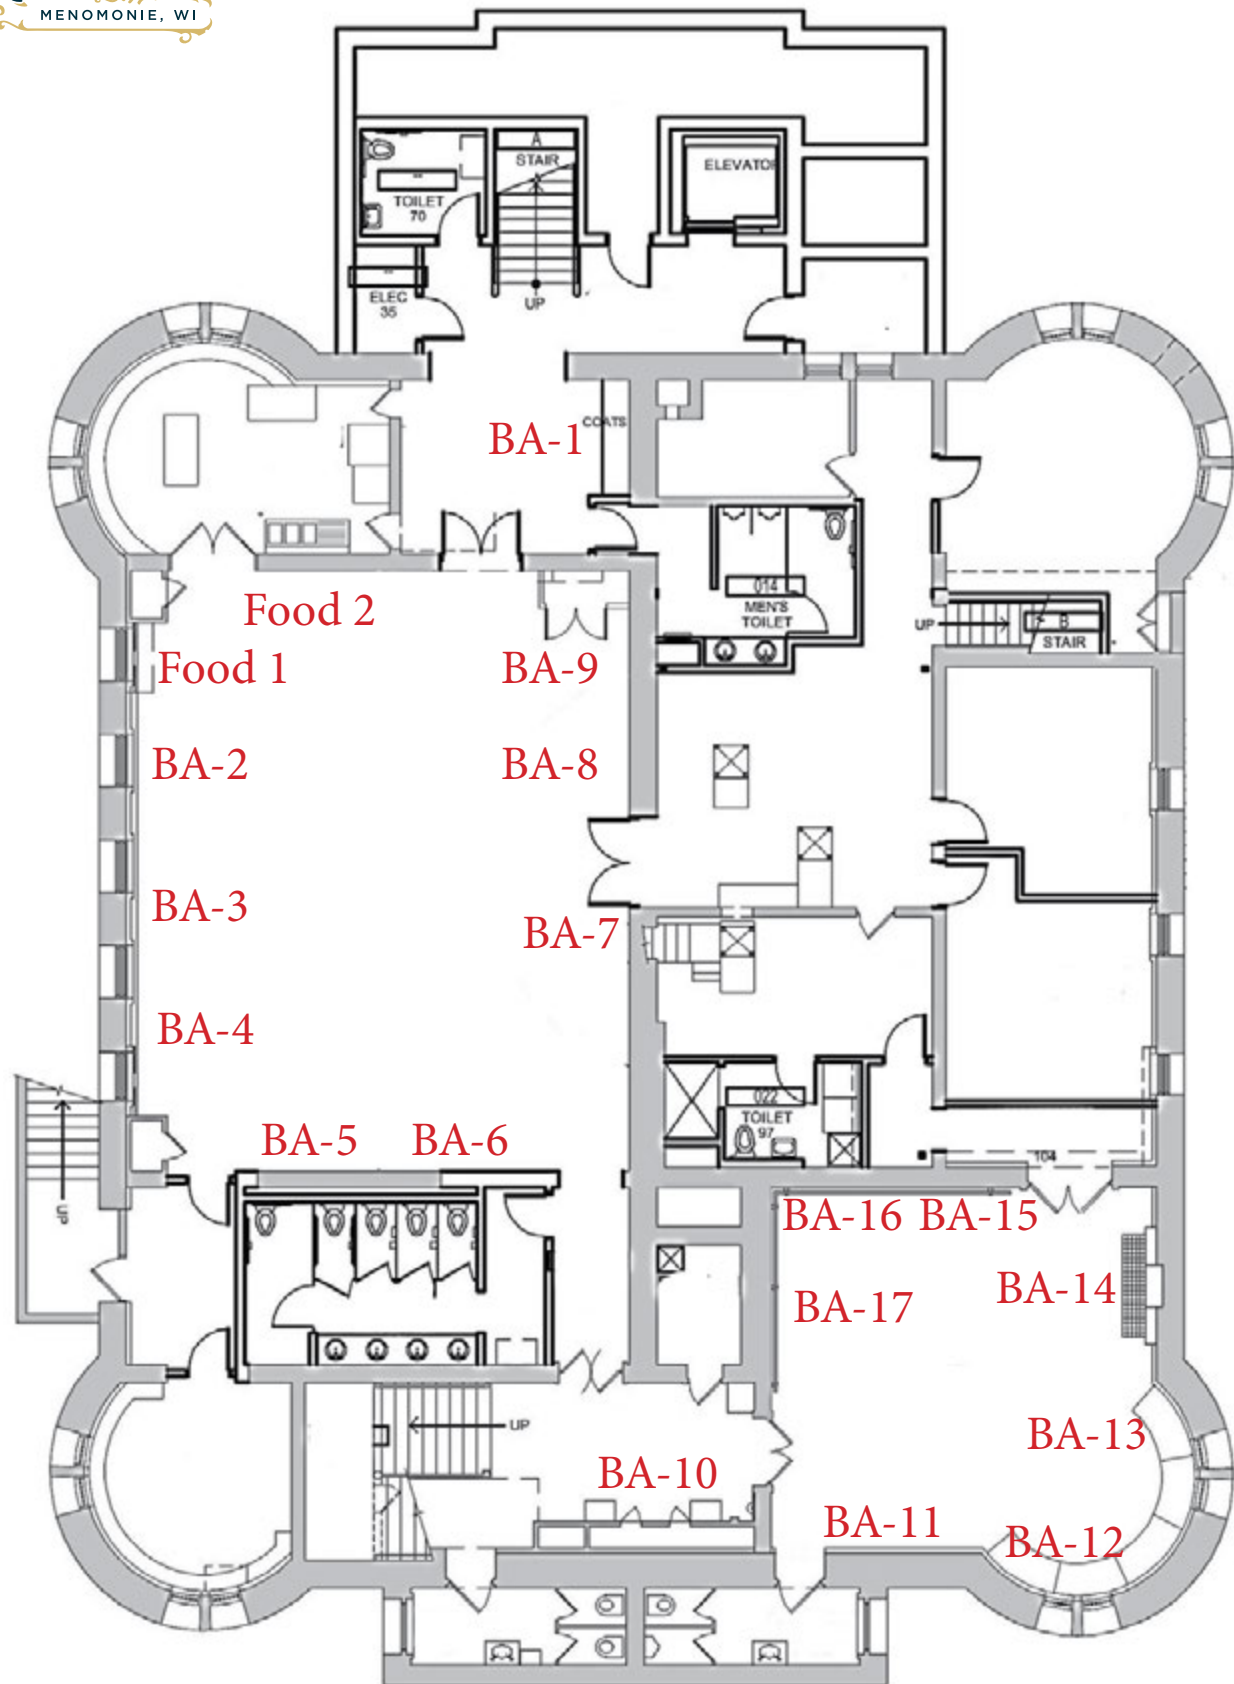 MENOMONIE, WI
A
STAIR
ELEVATOR
TOILET
70
ELEC
35
UP
COATS
BA-1
014
MEN'S
TOILET
Food 2
UP
B
STAIR
Food 1
BA-9
BA-2
BA-8
BA-3
BA-7
BA-4
022
TOILET
97
BA-5
BA-6
104
UP
BA-16
BA-15
BA-14
BA-17
UP
BA-13
BA-10
BA-11
BA-12